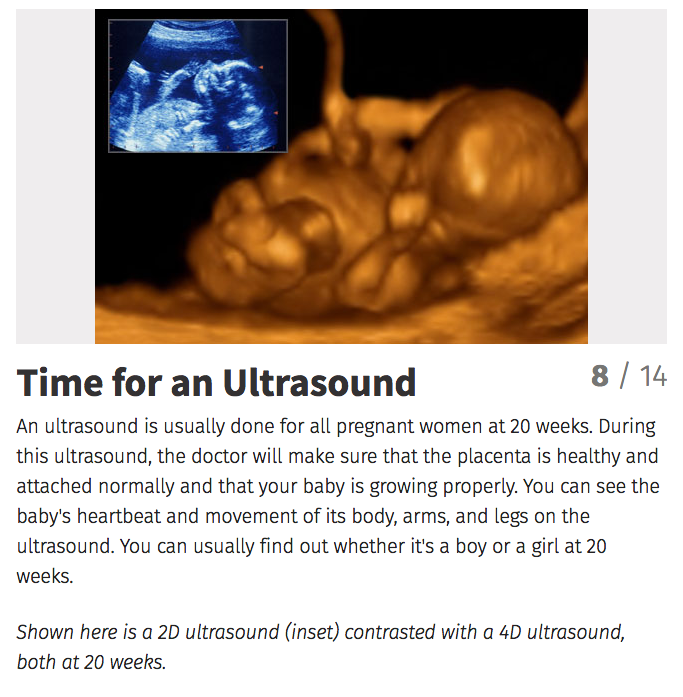 Time for an Ultrasound
8 / 14
An ultrasound is usually done for all pregnant women at 20 weeks. During
this ultrasound, the doctor will make sure that the placenta is healthy and
attached normally and that your baby is growing properly. You can see the
baby's heartbeat and movement of its body, arms, and legs on the
ultrasound. You can usually find out whether it's a boy or a girl at 20
weeks.
Shown here is a 2D ultrasound (inset) contrasted with a 4D ultrasound,
both at 20 weeks.